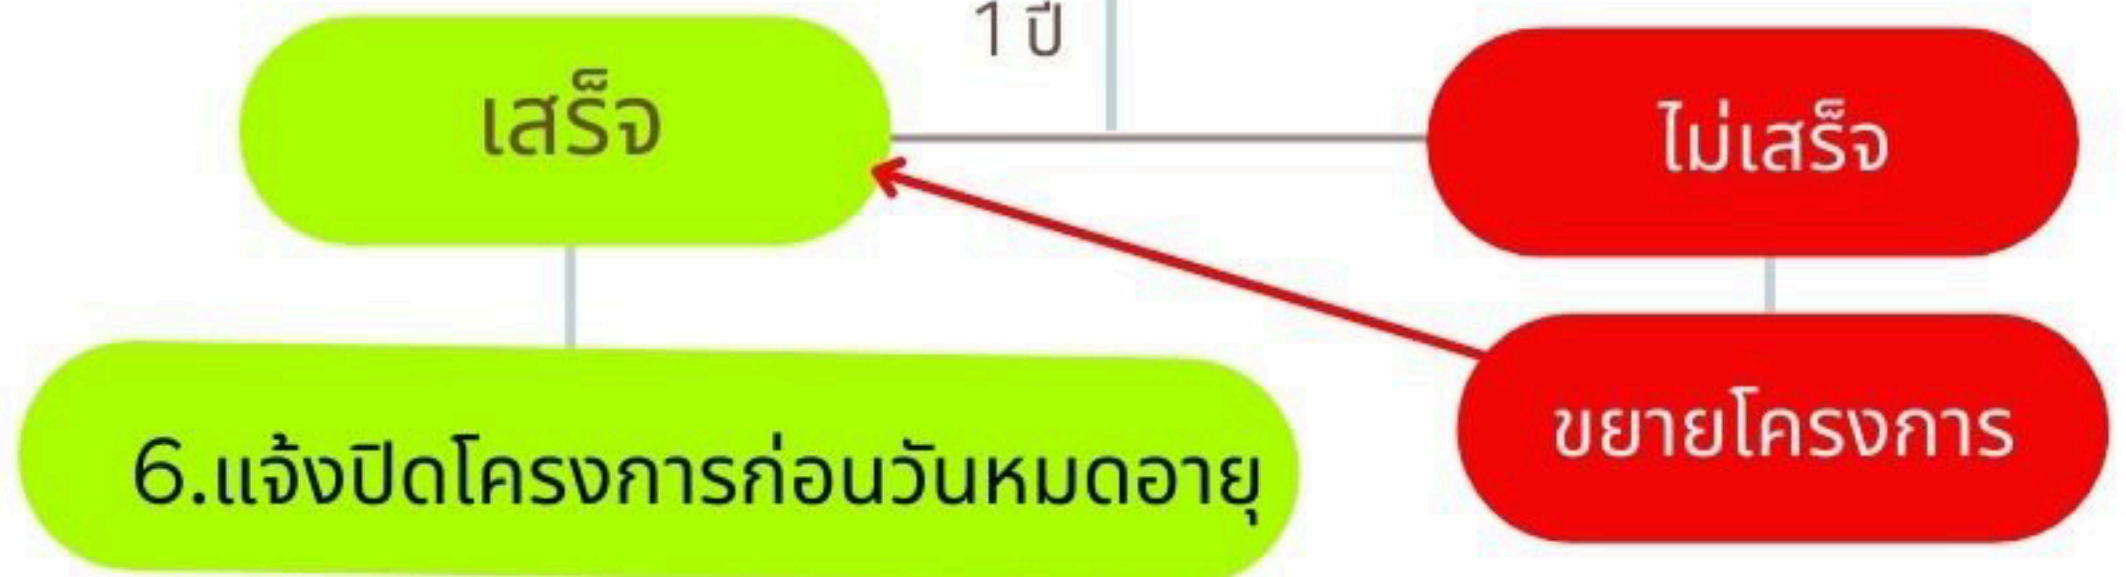 1 ปี
เสร็จ
ไม่เสร็จ
ขยายโครงการ
6.แจ้งปิดโครงการก่อนวันหมดอายุ